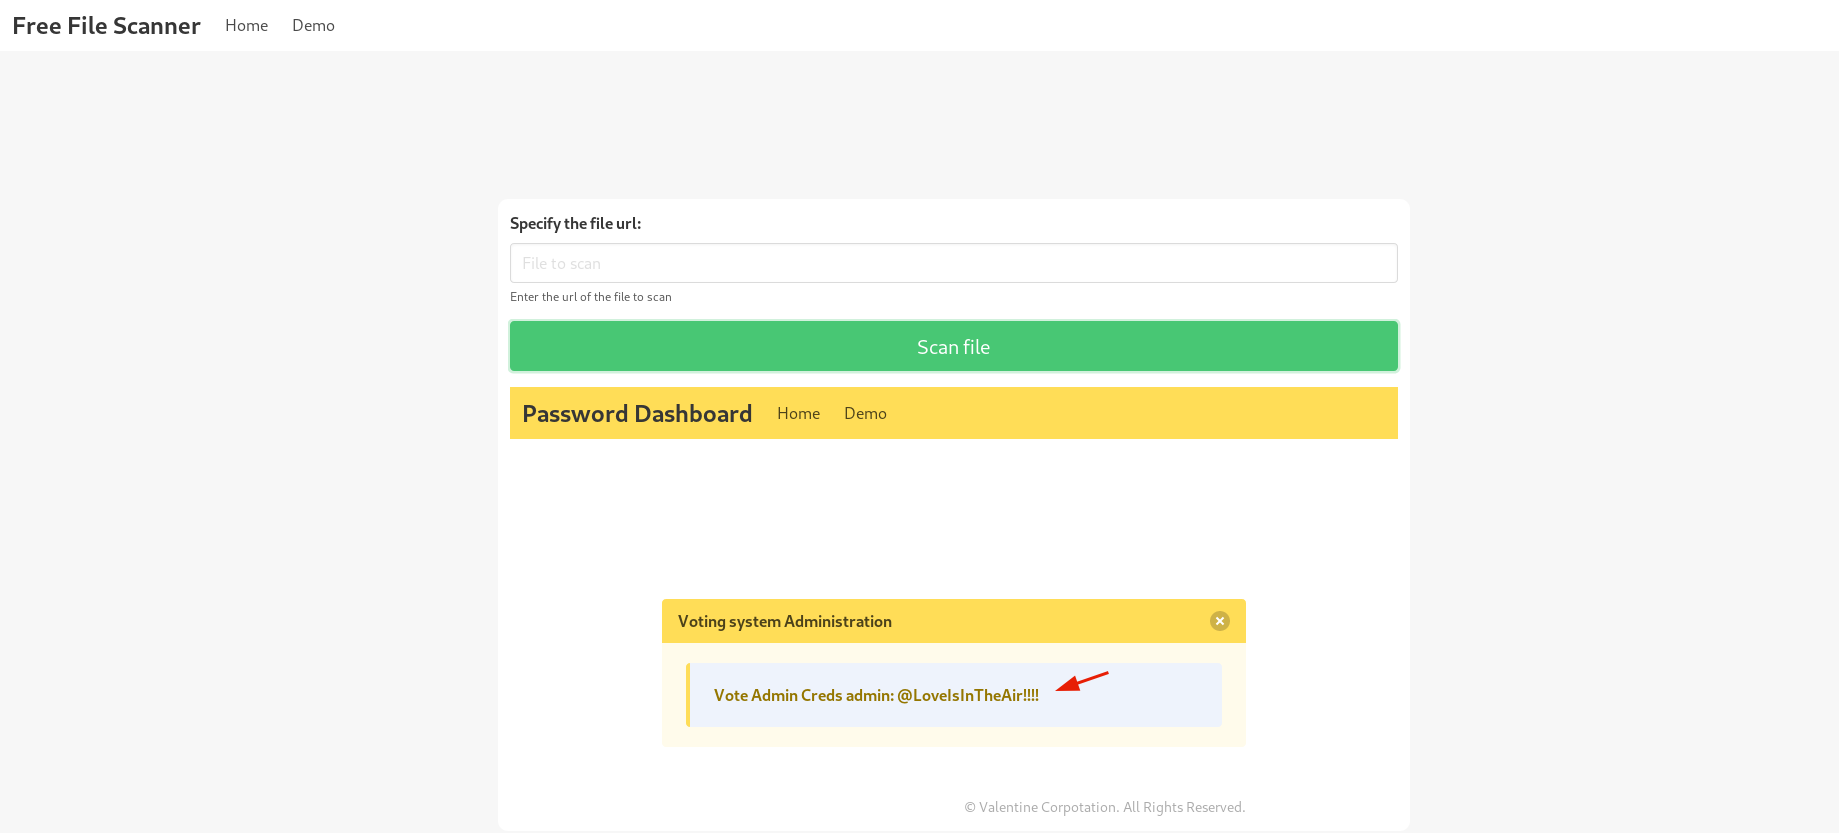 Free File Scanner Home Demo
Specify the file url:
File to scan
Enter the url of the file to scan
Scan file
Password Dashboard Home Demo
Voting system Administration
Vote Admin Creds admin: @LoveIsInTheAir!!!!
© Valentine Corpotation. All Rights Reserved.